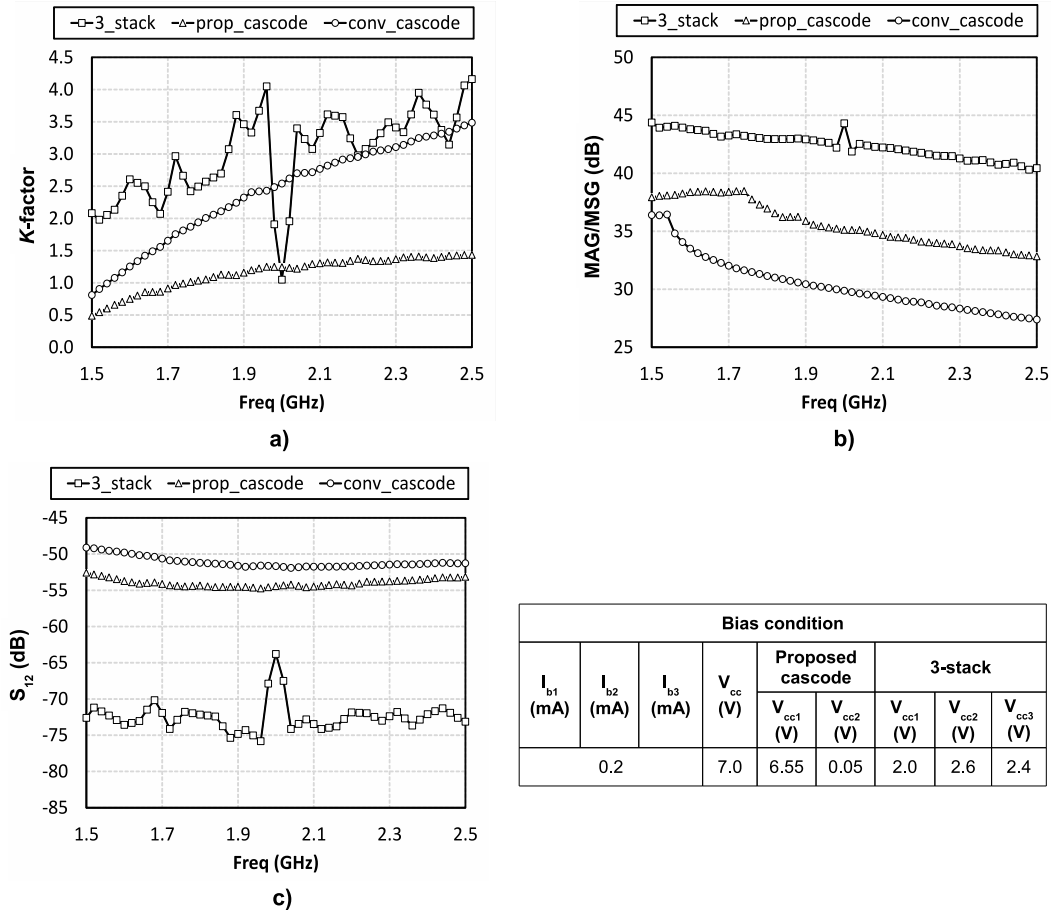 3_stack prop_cascode conv_cascode
4.5
4.0
3.5
3.0
2.5
2.0
1.5
1.0
0.5
0.0
K-factor
1.5 1.7 1.9 2.1 2.3 2.5
Freq (GHz)
a)
3_stack prop_cascode conv_cascode
50
45
40
35
30
25
MAG/MSG (dB)
1.5 1.7 1.9 2.1 2.3 2.5
Freq (GHz)
b)
3_stack prop_cascode conv_cascode
-45
-50
-55
-60
-65
-70
-75
-80
-85
S12 (dB)
1.5 1.7 1.9 2.1 2.3 2.5
Freq (GHz)
c)
Bias condition
Ib1 (mA) Ib2 (mA) Ib3 (mA) Vcc (V) Proposed cascode 3-stack
Vcc1 (V) Vcc2 (V) Vcc1 (V) Vcc2 (V) Vcc3 (V)
0.2 7.0 6.55 0.05 2.0 2.6 2.4